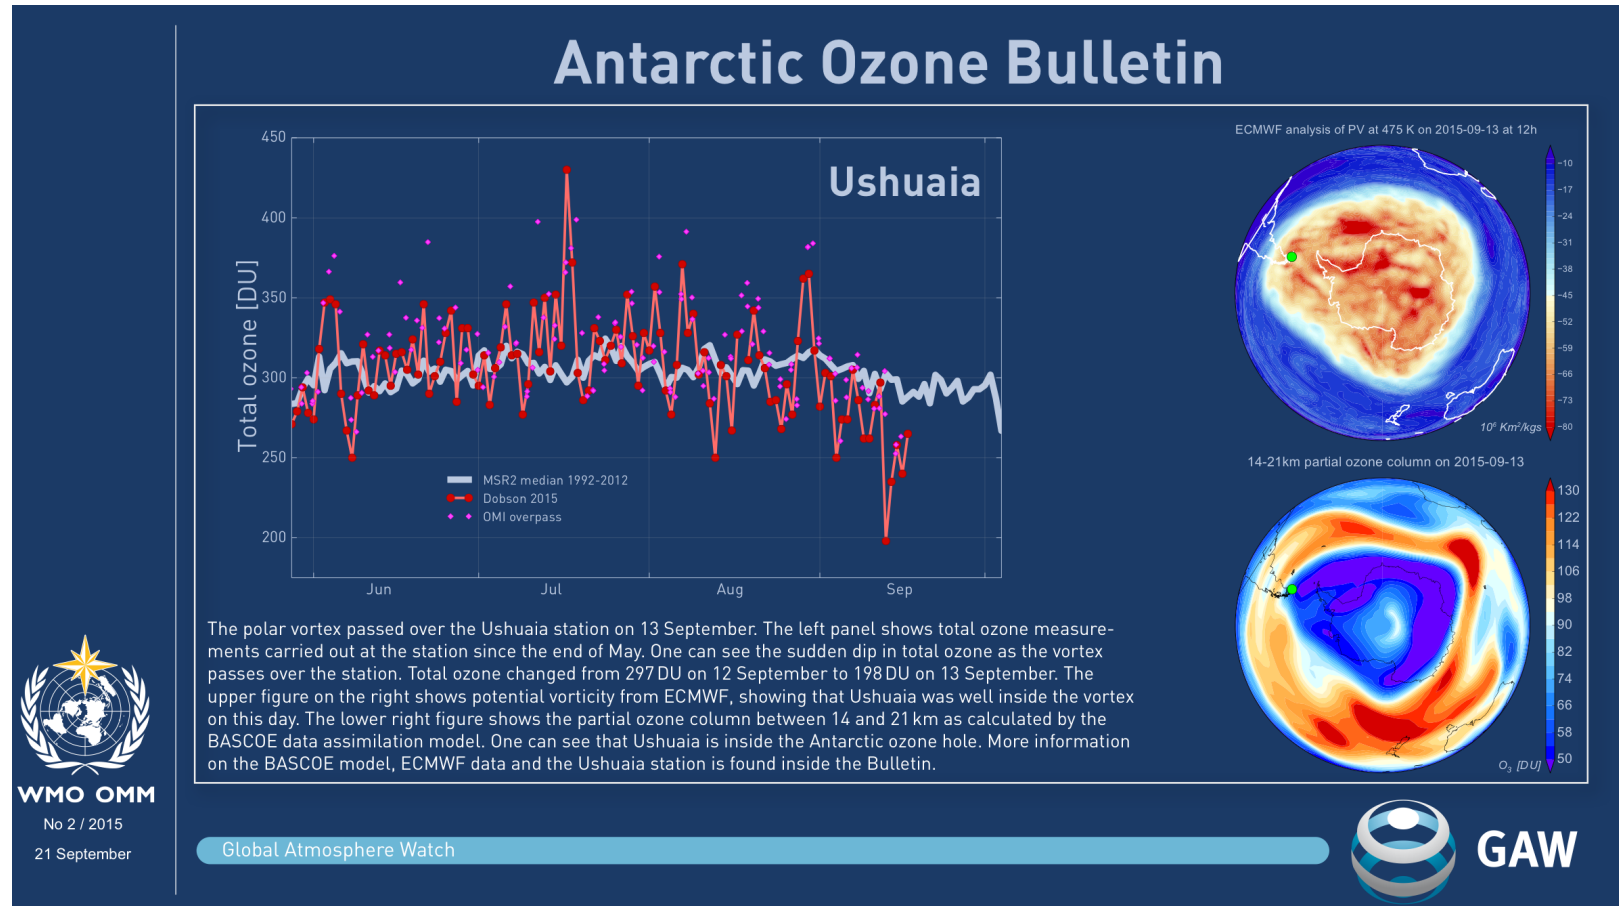 Antarctic Ozone Bulletin
450
400
350
300
250
200
Total ozone [DU]
Ushuaia
MSR2 median 1992-2012
Dobson 2015
OMI overpass
Jun
Jul
Aug
Sep
ECMWF analysis of PV at 475 K on 2015-09-13 at 12h
−10
−17
−24
−31
−38
−45
−52
−59
−66
−73
−80
10⁶ Km²/kgs
14-21km partial ozone column on 2015-09-13
130
122
114
106
98
90
82
74
66
58
50
O₃ [DU]
The polar vortex passed over the Ushuaia station on 13 September. The left panel shows total ozone measure-
ments carried out at the station since the end of May. One can see the sudden dip in total ozone as the vortex
passes over the station. Total ozone changed from 297 DU on 12 September to 198 DU on 13 September. The
upper figure on the right shows potential vorticity from ECMWF, showing that Ushuaia was well inside the vortex
on this day. The lower right figure shows the partial ozone column between 14 and 21 km as calculated by the
BASCOE data assimilation model. One can see that Ushuaia is inside the Antarctic ozone hole. More information
on the BASCOE model, ECMWF data and the Ushuaia station is found inside the Bulletin.
WMO OMM
No 2 / 2015
21 September
Global Atmosphere Watch
GAW